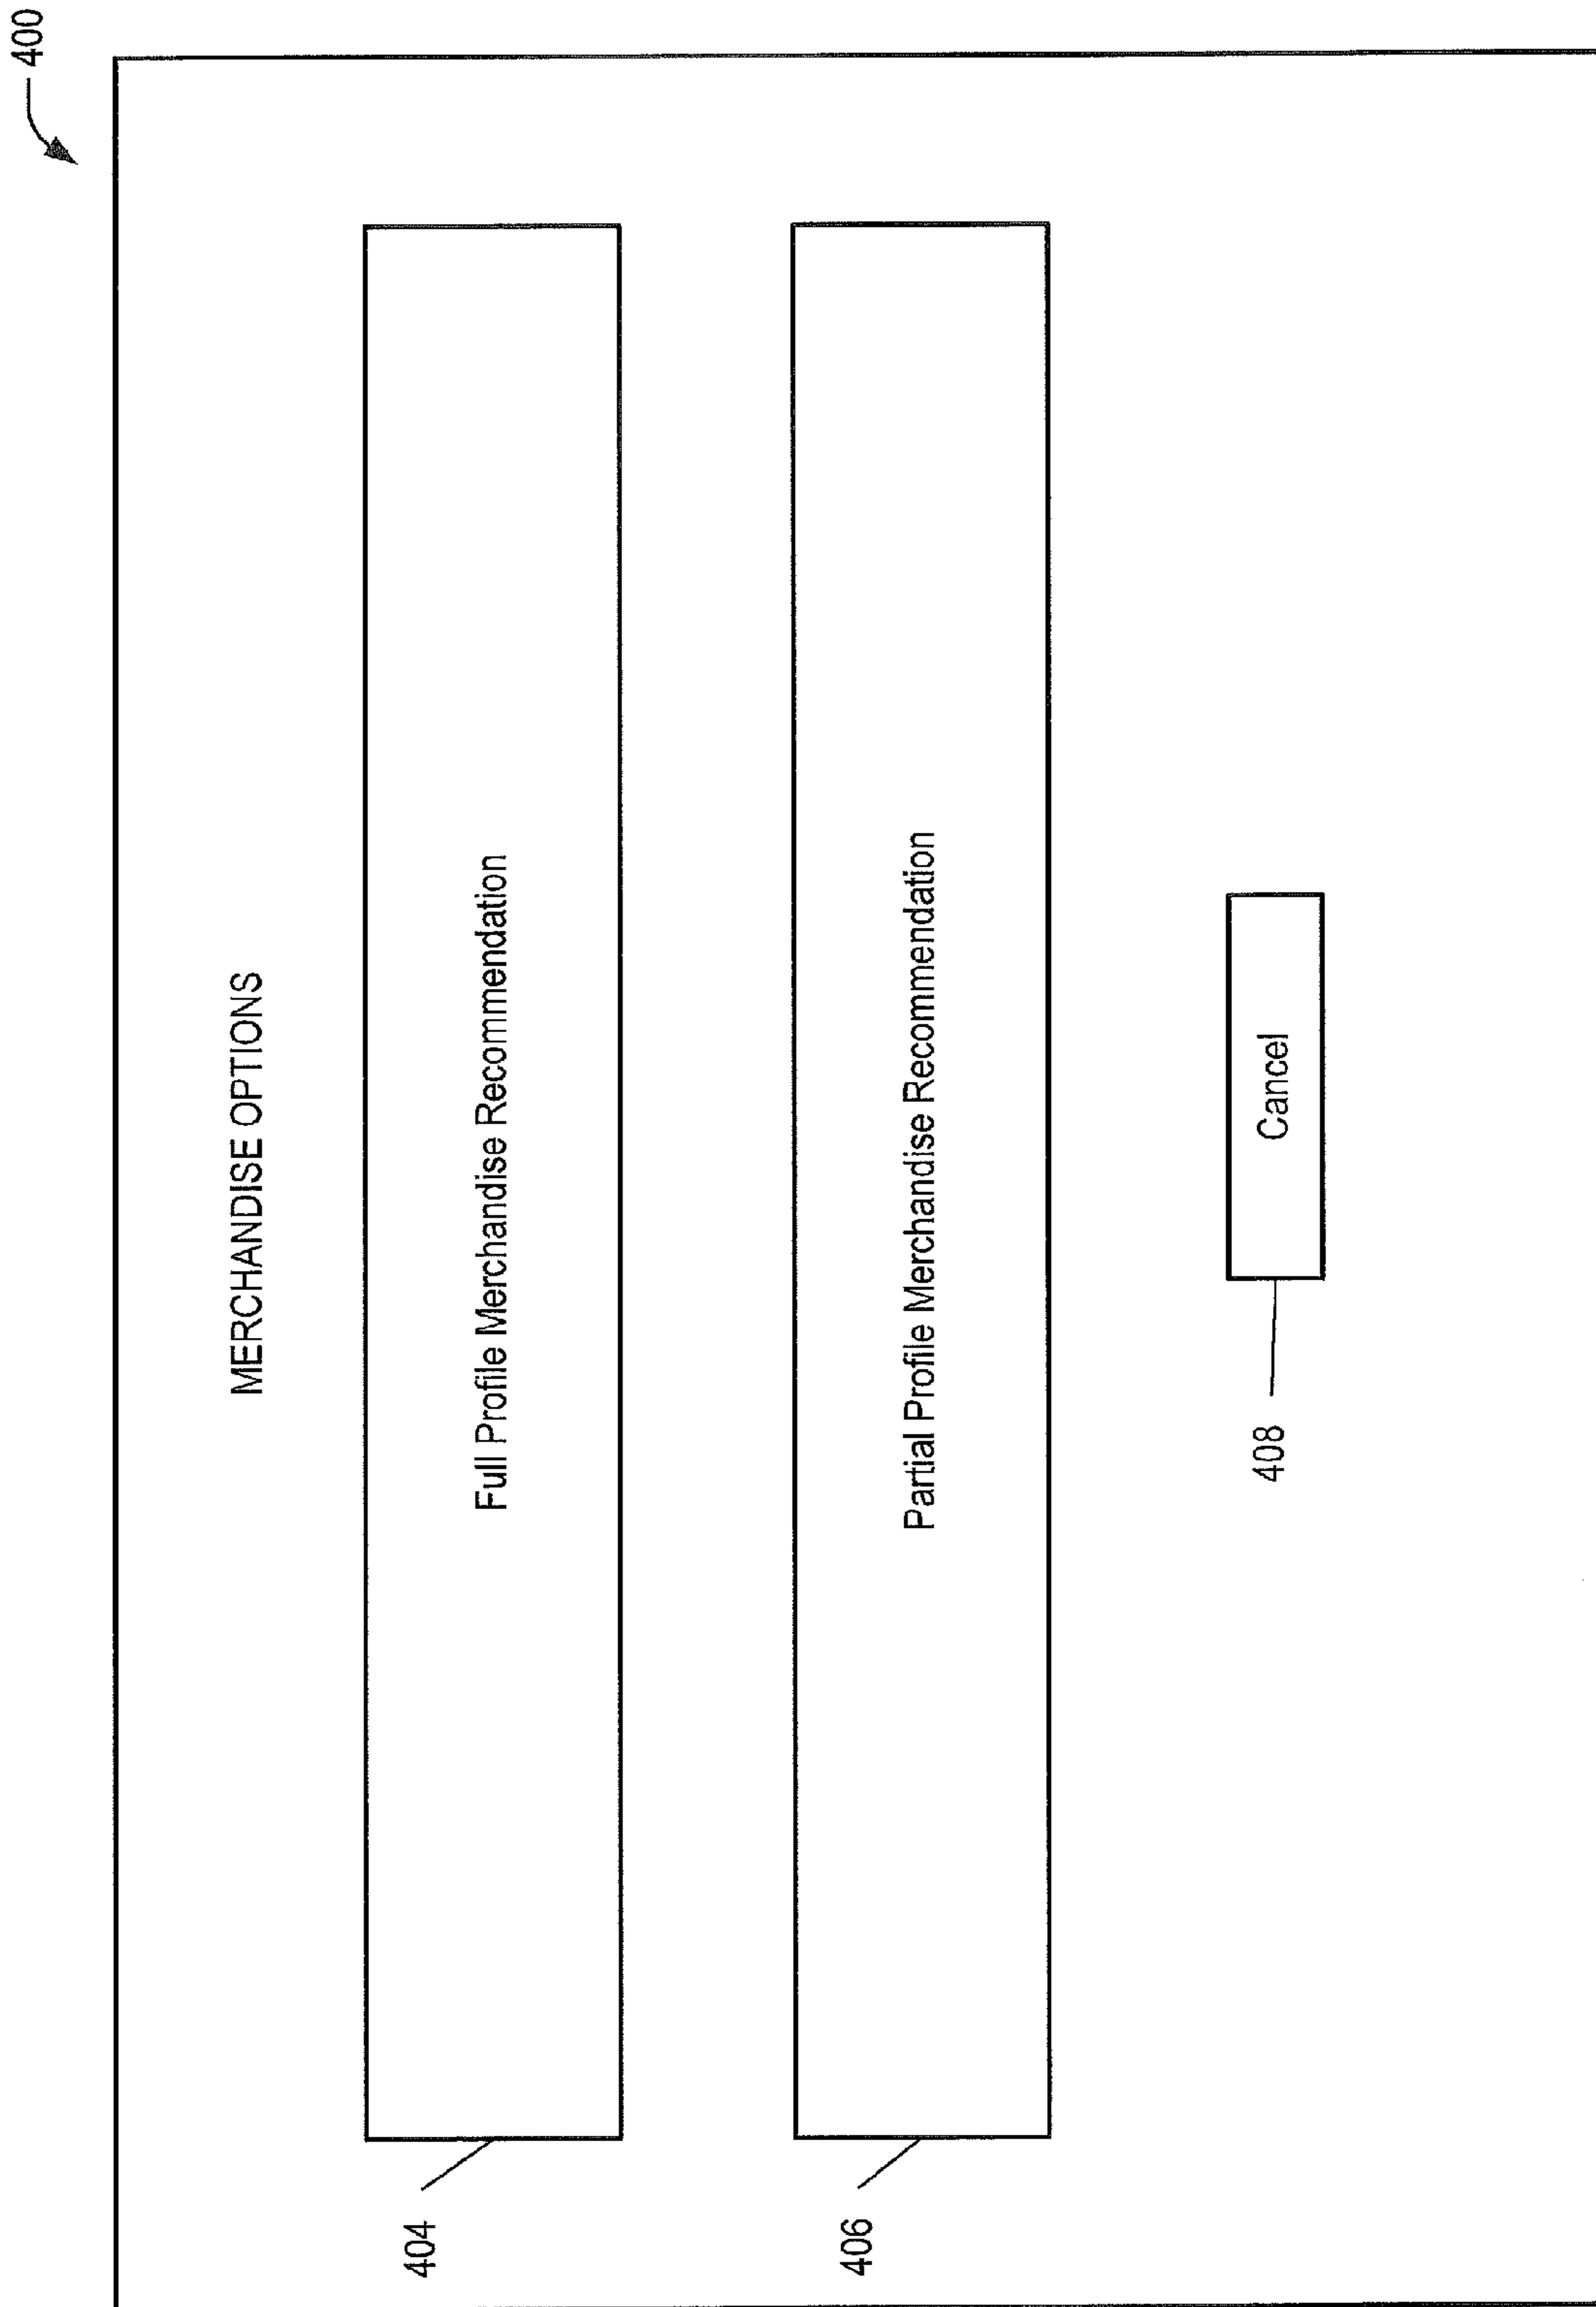 400
MERCHANDISE OPTIONS
404
Full Profile Merchandise Recommendation
406
Partial Profile Merchandise Recommendation
408
Cancel